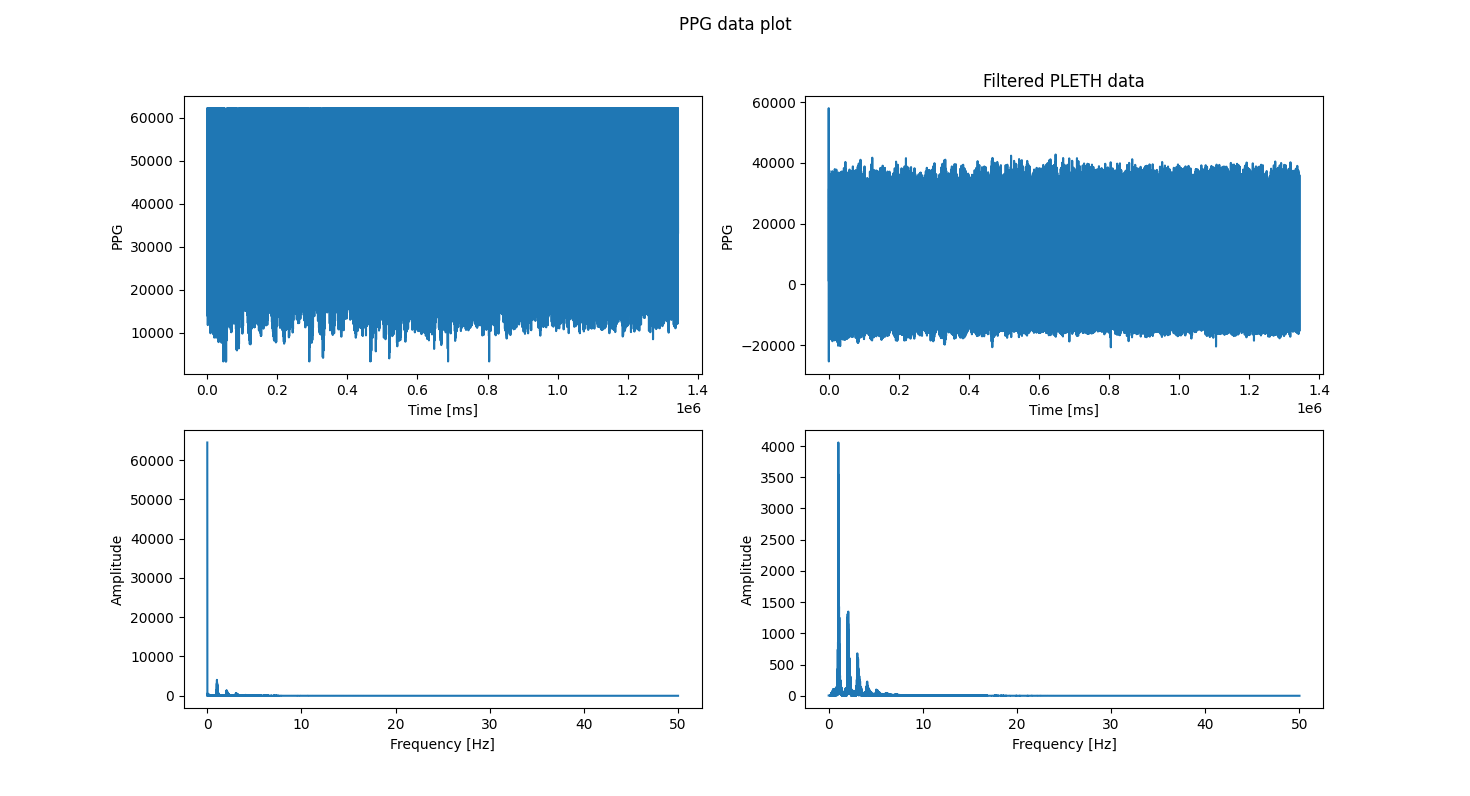 PPG data plot
Filtered PLETH data
60000
50000
40000
30000
20000
10000
PPG
0.0 0.2 0.4 0.6 0.8 1.0 1.2 1.4
1e6
Time [ms]
60000
40000
20000
0
−20000
PPG
0.0 0.2 0.4 0.6 0.8 1.0 1.2 1.4
1e6
Time [ms]
60000
50000
40000
30000
20000
10000
0
Amplitude
0 10 20 30 40 50
Frequency [Hz]
4000
3500
3000
2500
2000
1500
1000
500
0
Amplitude
0 10 20 30 40 50
Frequency [Hz]